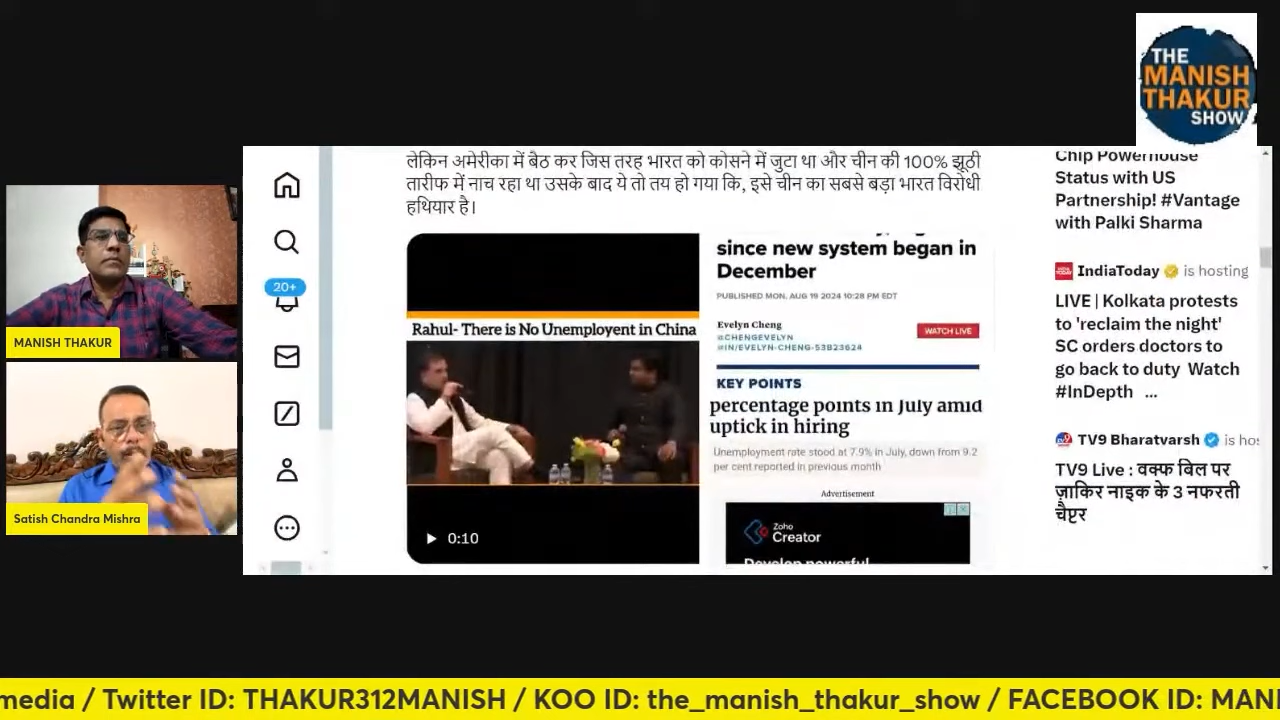 THE
MANISH
THAKUR
SHOW
MANISH THAKUR
Satish Chandra Mishra
20+
लेकिन अमेरीका में बैठ कर जिस तरह भारत को कोसने में जुटा था और चीन की 100% झूठी
तारीफ में नाच रहा था उसके बाद ये तो तय हो गया कि, इसे चीन का सबसे बड़ा भारत विरोधी
हथियार है।
Rahul- There is No Unemployent in China
0:10
since new system began in
December
PUBLISHED MON, AUG 19 2024 10:28 PM EDT
Evelyn Cheng
@CHENGEVELYN
@IN/EVELYN-CHENG-53B23624
WATCH LIVE
KEY POINTS
percentage points in July amid
uptick in hiring
Unemployment rate stood at 7.9% in July, down from 9.2
per cent reported in previous month
Advertisement
Zoho
Creator
Develop powerful
Chip Powerhouse
Status with US
Partnership! #Vantage
with Palki Sharma
IndiaToday is hosting
LIVE | Kolkata protests
to 'reclaim the night'
SC orders doctors to
go back to duty Watch
#InDepth ...
TV9 Bharatvarsh is hos
TV9 Live : वक्फ बिल पर
ज़ाकिर नाइक के 3 नफरती
चैप्टर
media / Twitter ID: THAKUR312MANISH / KOO ID: the_manish_thakur_show / FACEBOOK ID: MANI